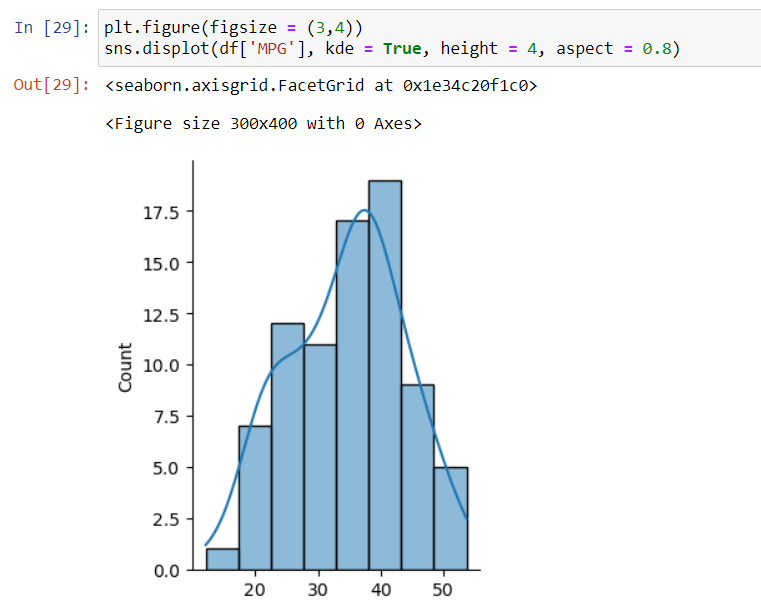 In [29]: plt.figure(figsize = (3,4))
sns.displot(df['MPG'], kde = True, height = 4, aspect = 0.8)
Out[29]: <seaborn.axisgrid.FacetGrid at 0x1e34c20f1c0>
<Figure size 300x400 with 0 Axes>
17.5
15.0
12.5
10.0
7.5
5.0
2.5
0.0
Count
20 30 40 50